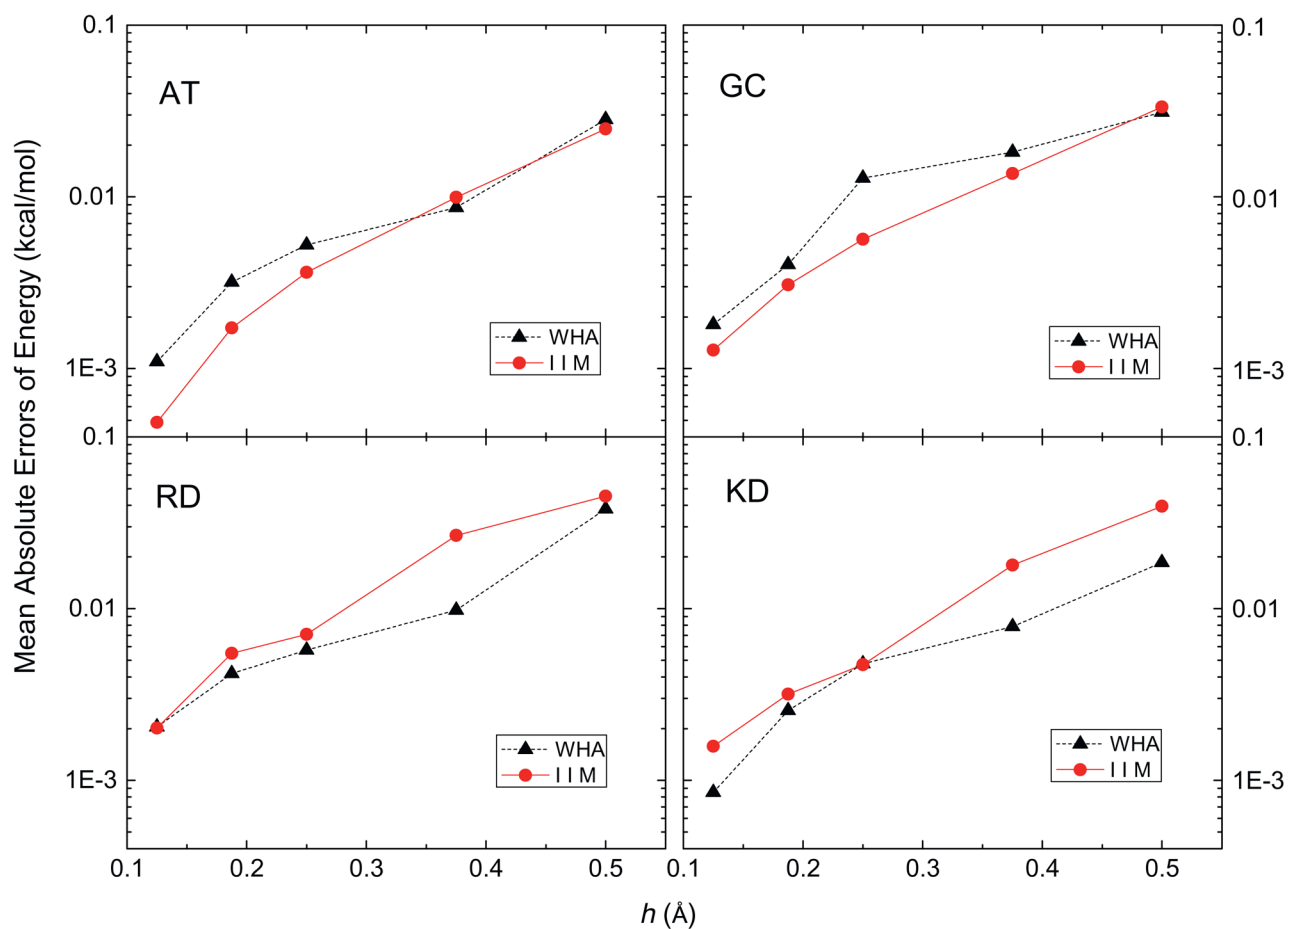 Mean Absolute Errors of Energy (kcal/mol)
0.1
0.01
1E-3
AT
WHA
I I M
GC
WHA
I I M
0.1
0.01
1E-3
0.1
0.01
1E-3
RD
WHA
I I M
0.1 0.2 0.3 0.4 0.5
KD
WHA
I I M
0.1
0.01
1E-3
0.1 0.2 0.3 0.4 0.5
h (Å)